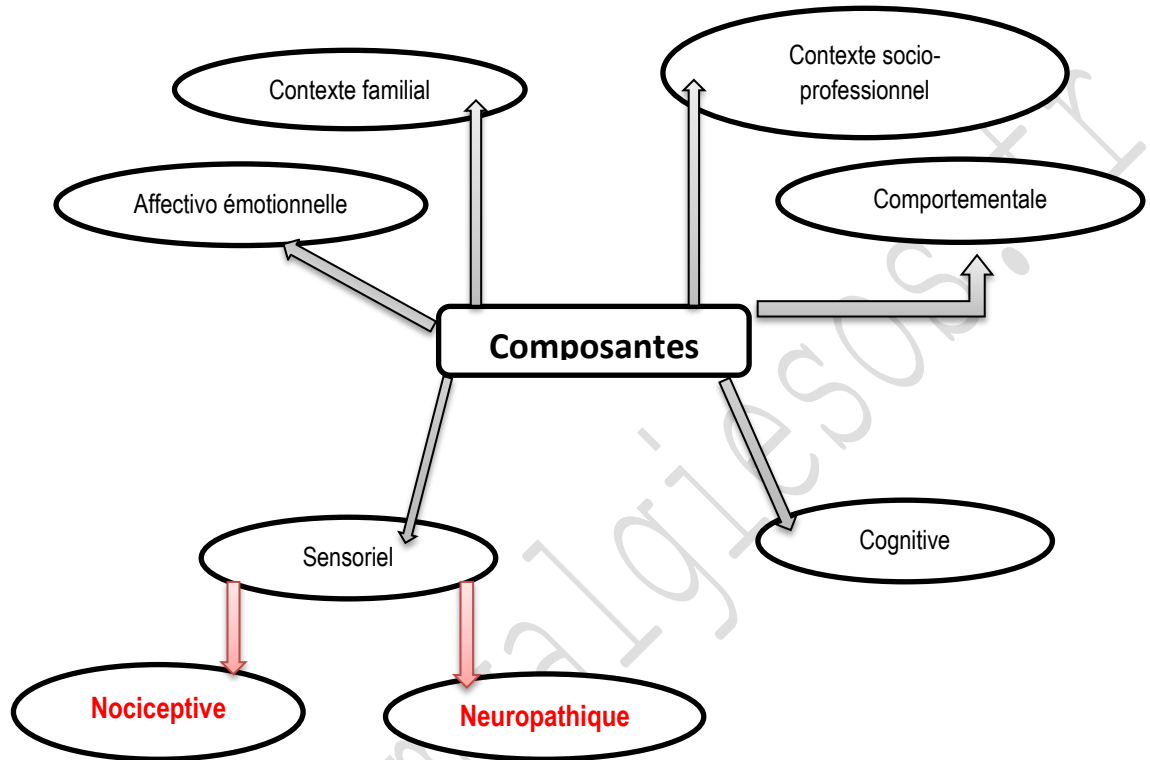 Contexte familial
Contexte socio-
professionnel
Affectivo émotionnelle
Comportementale
Composantes
Sensoriel
Cognitive
Nociceptive
Neuropathique